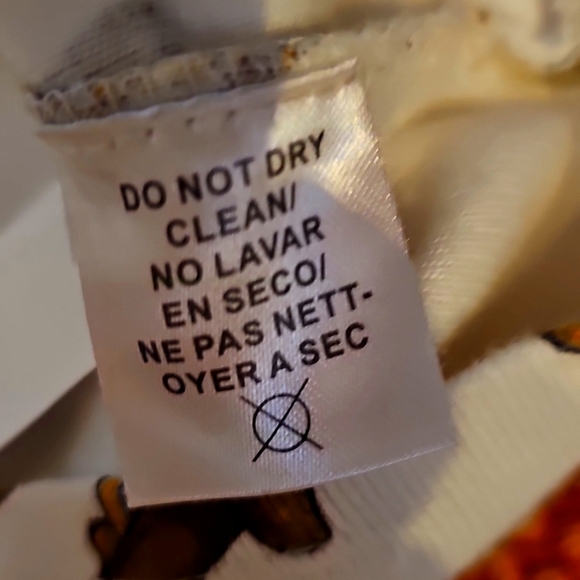 DO NOT DRY
CLEAN/
NO LAVAR
EN SECO/
NE PAS NETT-
OYER A SEC